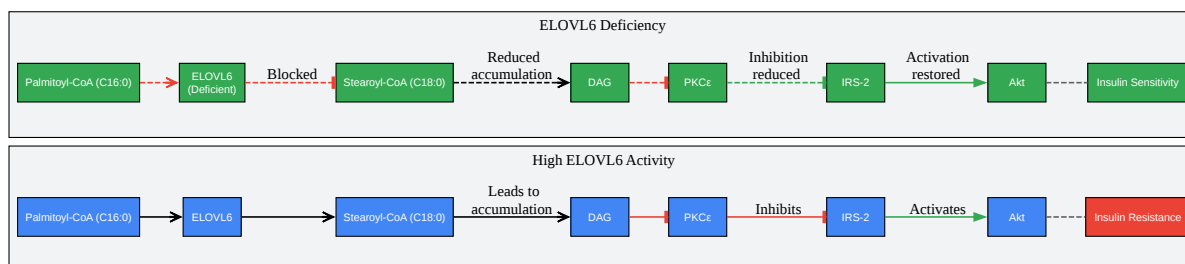 ELOVL6 Deficiency
Palmitoyl-CoA (C16:0)
ELOVL6
(Deficient)
Blocked
Stearoyl-CoA (C18:0)
Reduced
accumulation
DAG
PKCε
Inhibition
reduced
IRS-2
Activation
restored
Akt
Insulin Sensitivity
High ELOVL6 Activity
Palmitoyl-CoA (C16:0)
ELOVL6
Stearoyl-CoA (C18:0)
Leads to
accumulation
DAG
PKCε
Inhibits
IRS-2
Activates
Akt
Insulin Resistance